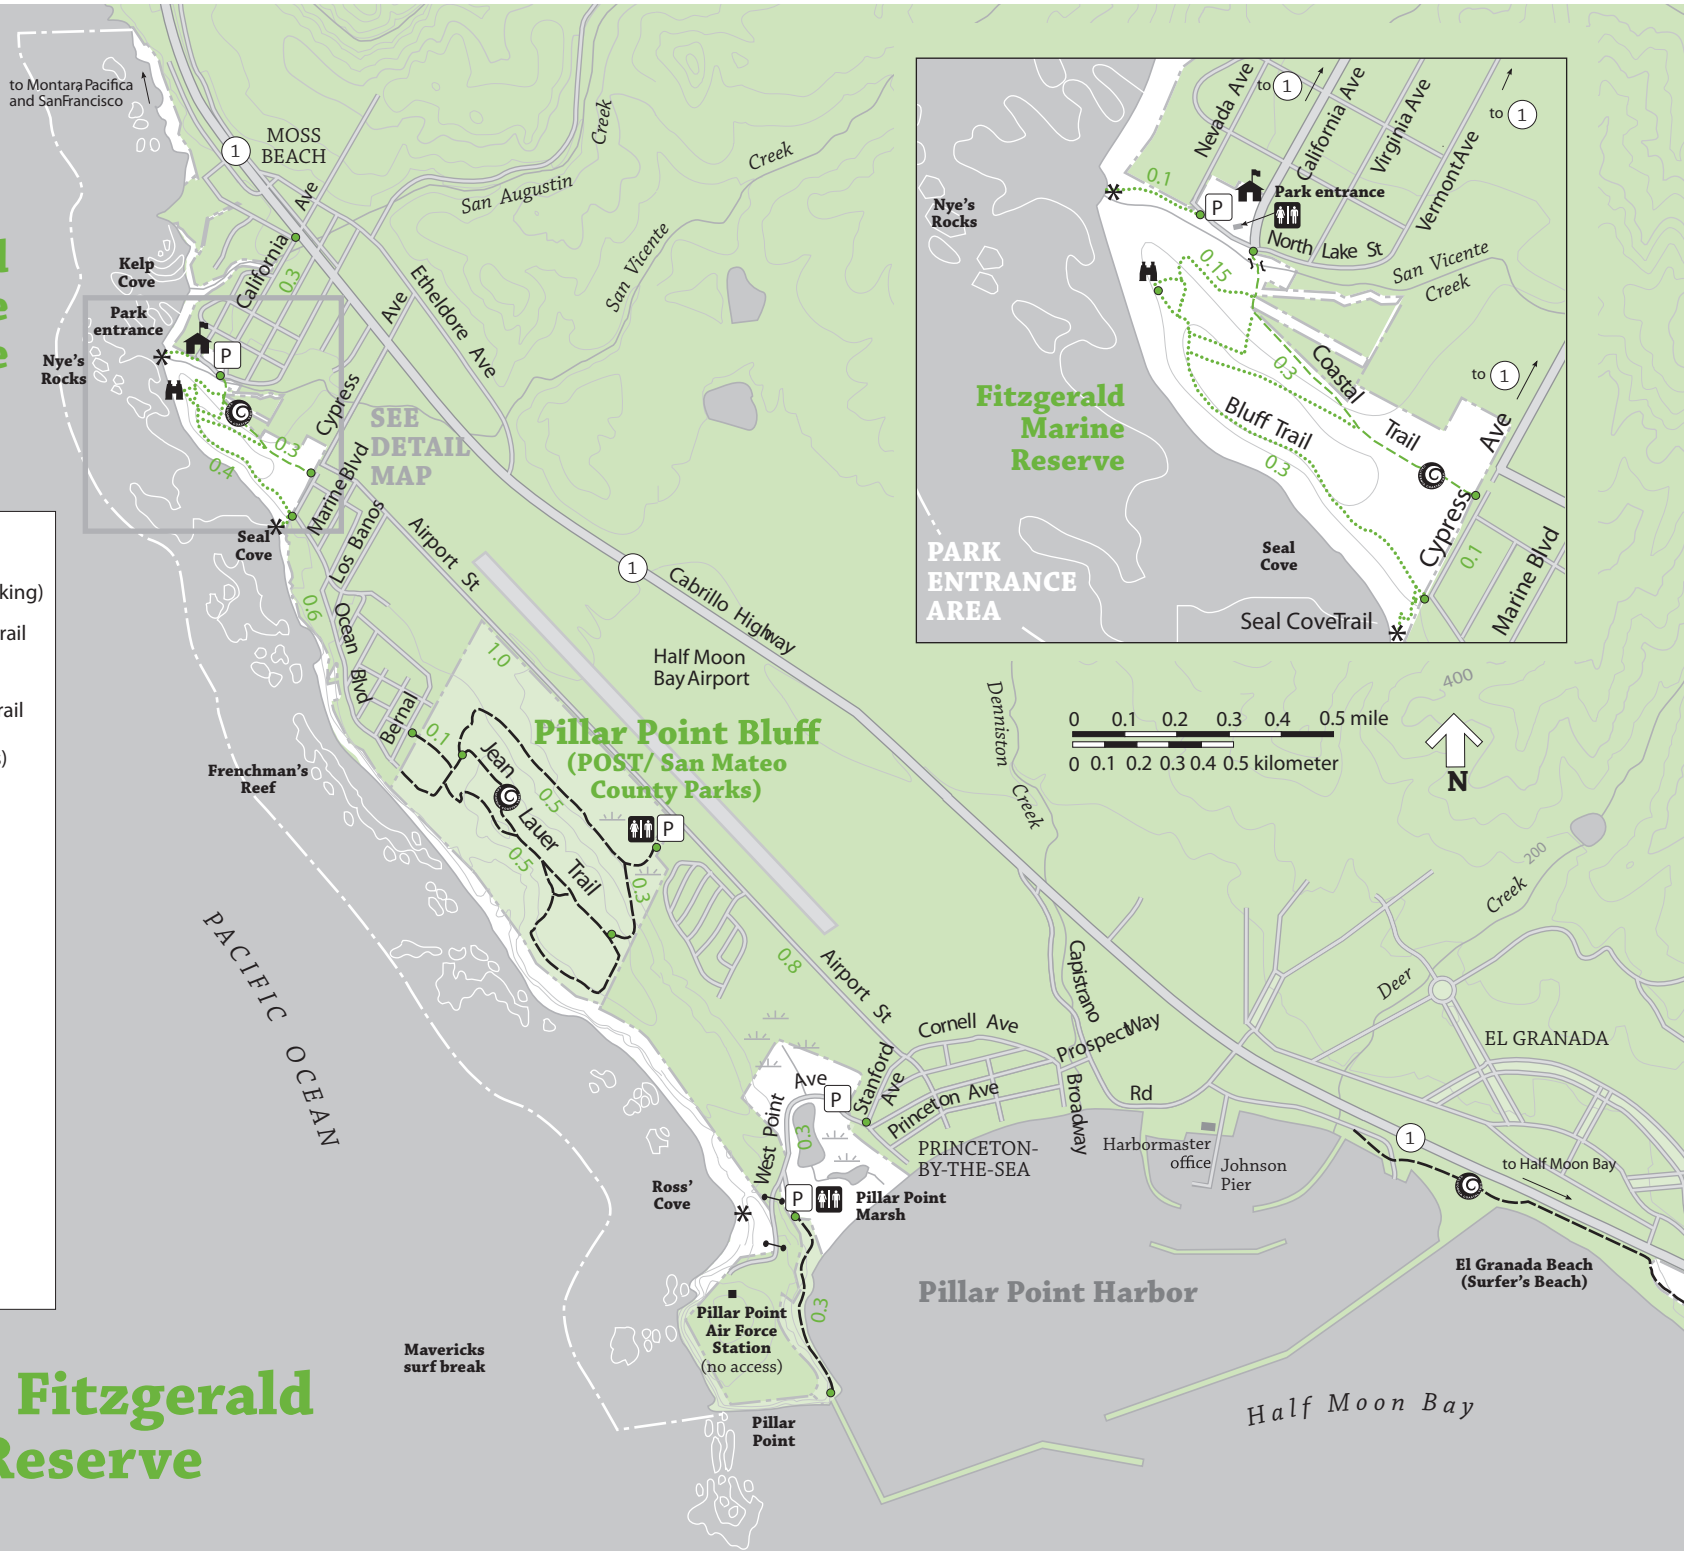 to Montara, Pacifica
and SanFrancisco
1
MOSS
BEACH
Creek
Creek
San Augustin
San Vicente
Ave
California
0.3
Kelp
Cove
Park
entrance
P
Nye's
Rocks
Etheldore Ave
Ave
Cypress
SEE
DETAIL
MAP
0.3
0.4
Marine Blvd
Los Banos
Seal
Cove
Airport St
0.6
Ocean Blvd
1
Cabrillo Highway
Half Moon
Bay Airport
1.0
Bernal
0.1
Pillar Point Bluff
(POST/ San Mateo
County Parks)
Jean Lauer Trail
0.5
0.5
P
0.3
Frenchman's
Reef
king)
rail
rail
)
d
e
e
Nevada Ave
to 1
California Ave
Virginia Ave
Vermont Ave
to 1
0.1
P
Park entrance
North Lake St
San Vicente
Creek
Nye's
Rocks
0.15
0.3
Coastal Trail
to 1
Fitzgerald
Marine
Reserve
Bluff Trail
0.3
Ave
Cypress
0.1
Marine Blvd
PARK
ENTRANCE
AREA
Seal
Cove
Seal CoveTrail
400
0 0.1 0.2 0.3 0.4 0.5 mile
0 0.1 0.2 0.3 0.4 0.5 kilometer
N
Denniston
Creek
200
Creek
Deer
PACIFIC OCEAN
0.8
Airport St
Capistrano
Cornell Ave
ProspectWay
EL GRANADA
Stanford
Ave
Ave
P
Princeton Ave
Broadway
Rd
West Point
0.3
PRINCETON-
BY-THE-SEA
Harbormaster
office
Johnson
Pier
1
to Half Moon Bay
Ross'
Cove
P
Pillar Point
Marsh
Pillar Point Harbor
El Granada Beach
(Surfer's Beach)
0.3
Pillar Point
Air Force
Station
(no access)
Mavericks
surf break
Half Moon Bay
Pillar
Point
Fitzgerald
Reserve